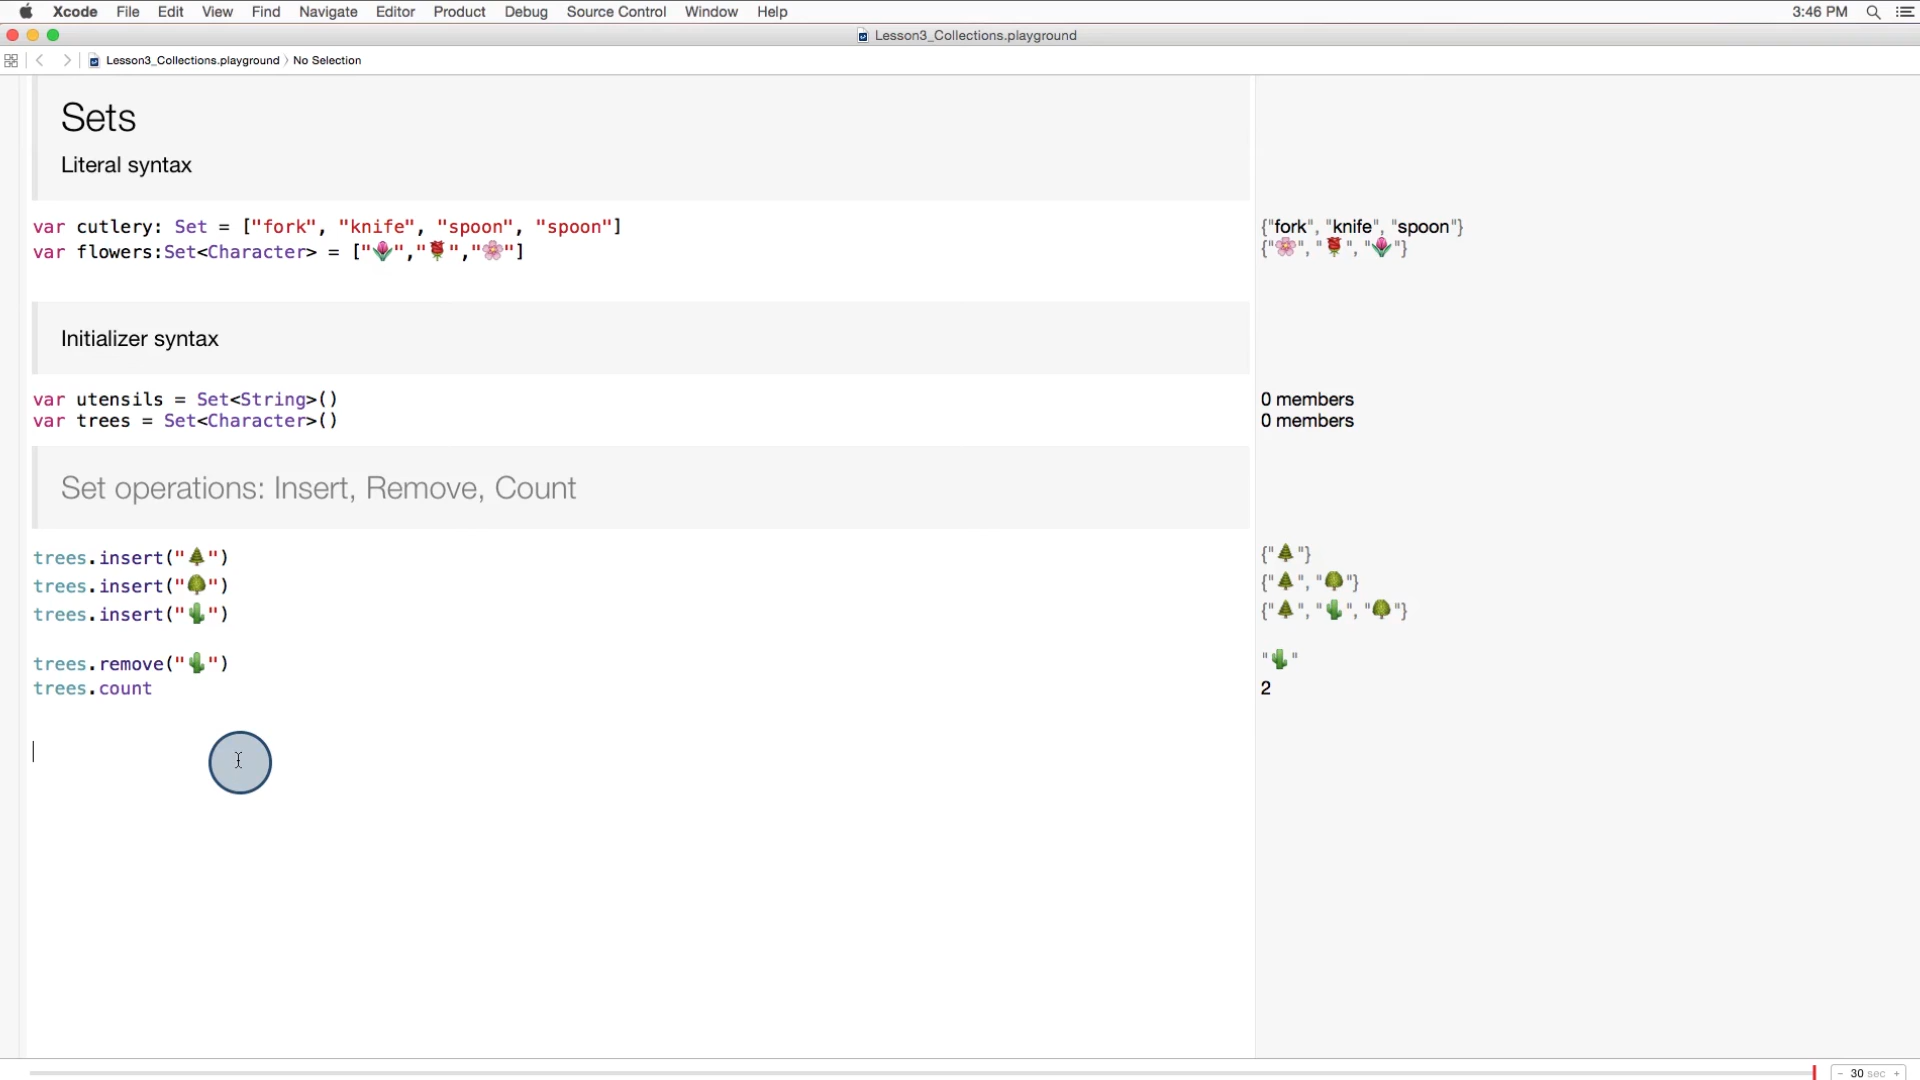 Xcode File Edit View Find Navigate Editor Product Debug Source Control Window Help 3:46 PM
Lesson3_Collections.playground
Lesson3_Collections.playground 〉 No Selection
Sets
Literal syntax
var cutlery: Set = ["fork", "knife", "spoon", "spoon"] {"fork", "knife", "spoon"}
var flowers:Set<Character> = ["🌷","🌹","🌸"] {"🌸", "🌹", "🌷"}
Initializer syntax
var utensils = Set<String>() 0 members
var trees = Set<Character>() 0 members
Set operations: Insert, Remove, Count
trees.insert("🌲") {"🌲"}
trees.insert("🌳") {"🌲", "🌳"}
trees.insert("🌵") {"🌲", "🌵", "🌳"}
trees.remove("🌵") "🌵"
trees.count 2
- 30 sec +